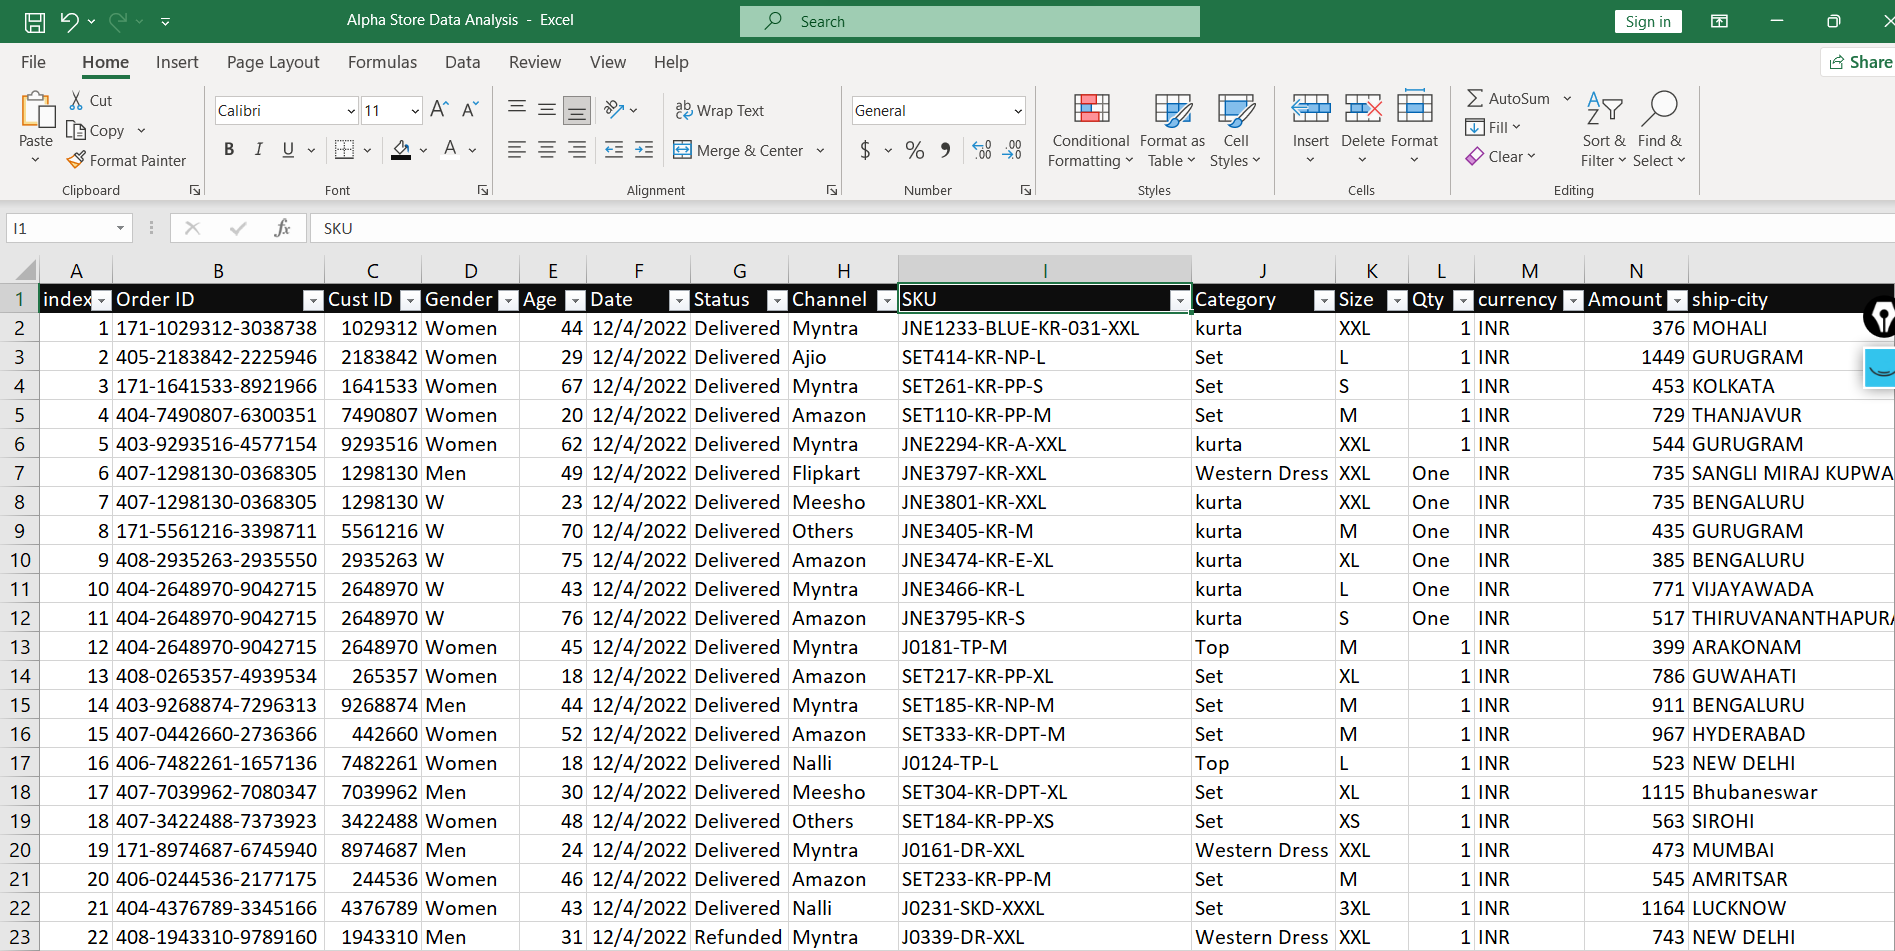 Alpha Store Data Analysis - Excel
Search
Sign in
File Home Insert Page Layout Formulas Data Review View Help
Share
Paste
Cut
Copy
Format Painter
Clipboard
Calibri 11
B I U A
Font
Wrap Text
Merge & Center
Alignment
General
$ % 9 .00 .00
Number
Conditional Formatting
Format as Table
Cell Styles
Styles
Insert Delete Format
Cells
AutoSum
Fill
Clear
Sort & Filter
Find & Select
Editing
I1 fx SKU
A B C D E F G H I J K L M N
1 index Order ID Cust ID Gender Age Date Status Channel SKU Category Size Qty currency Amount ship-city
2 1 171-1029312-3038738 1029312 Women 44 12/4/2022 Delivered Myntra JNE1233-BLUE-KR-031-XXL kurta XXL 1 INR 376 MOHALI
3 2 405-2183842-2225946 2183842 Women 29 12/4/2022 Delivered Ajio SET414-KR-NP-L Set L 1 INR 1449 GURUGRAM
4 3 171-1641533-8921966 1641533 Women 67 12/4/2022 Delivered Myntra SET261-KR-PP-S Set S 1 INR 453 KOLKATA
5 4 404-7490807-6300351 7490807 Women 20 12/4/2022 Delivered Amazon SET110-KR-PP-M Set M 1 INR 729 THANJAVUR
6 5 403-9293516-4577154 9293516 Women 62 12/4/2022 Delivered Myntra JNE2294-KR-A-XXL kurta XXL 1 INR 544 GURUGRAM
7 6 407-1298130-0368305 1298130 Men 49 12/4/2022 Delivered Flipkart JNE3797-KR-XXL Western Dress XXL One INR 735 SANGLI MIRAJ KUPWA
8 7 407-1298130-0368305 1298130 W 23 12/4/2022 Delivered Meesho JNE3801-KR-XXL kurta XXL One INR 735 BENGALURU
9 8 171-5561216-3398711 5561216 W 70 12/4/2022 Delivered Others JNE3405-KR-M kurta M One INR 435 GURUGRAM
10 9 408-2935263-2935550 2935263 W 75 12/4/2022 Delivered Amazon JNE3474-KR-E-XL kurta XL One INR 385 BENGALURU
11 10 404-2648970-9042715 2648970 W 43 12/4/2022 Delivered Myntra JNE3466-KR-L kurta L One INR 771 VIJAYAWADA
12 11 404-2648970-9042715 2648970 W 76 12/4/2022 Delivered Amazon JNE3795-KR-S kurta S One INR 517 THIRUVANANTHAPURA
13 12 404-2648970-9042715 2648970 Women 45 12/4/2022 Delivered Myntra J0181-TP-M Top M 1 INR 399 ARAKONAM
14 13 408-0265357-4939534 265357 Women 18 12/4/2022 Delivered Amazon SET217-KR-PP-XL Set XL 1 INR 786 GUWAHATI
15 14 403-9268874-7296313 9268874 Men 44 12/4/2022 Delivered Myntra SET185-KR-NP-M Set M 1 INR 911 BENGALURU
16 15 407-0442660-2736366 442660 Women 52 12/4/2022 Delivered Amazon SET333-KR-DPT-M Set M 1 INR 967 HYDERABAD
17 16 406-7482261-1657136 7482261 Women 18 12/4/2022 Delivered Nalli J0124-TP-L Top L 1 INR 523 NEW DELHI
18 17 407-7039962-7080347 7039962 Men 30 12/4/2022 Delivered Meesho SET304-KR-DPT-XL Set XL 1 INR 1115 Bhubaneswar
19 18 407-3422488-7373923 3422488 Women 48 12/4/2022 Delivered Others SET184-KR-PP-XS Set XS 1 INR 563 SIROHI
20 19 171-8974687-6745940 8974687 Men 24 12/4/2022 Delivered Myntra J0161-DR-XXL Western Dress XXL 1 INR 473 MUMBAI
21 20 406-0244536-2177175 244536 Women 46 12/4/2022 Delivered Amazon SET233-KR-PP-M Set M 1 INR 545 AMRITSAR
22 21 404-4376789-3345166 4376789 Women 43 12/4/2022 Delivered Nalli J0231-SKD-XXXL Set 3XL 1 INR 1164 LUCKNOW
23 22 408-1943310-9789160 1943310 Men 31 12/4/2022 Refunded Myntra J0339-DR-XXL Western Dress XXL 1 INR 743 NEW DELHI